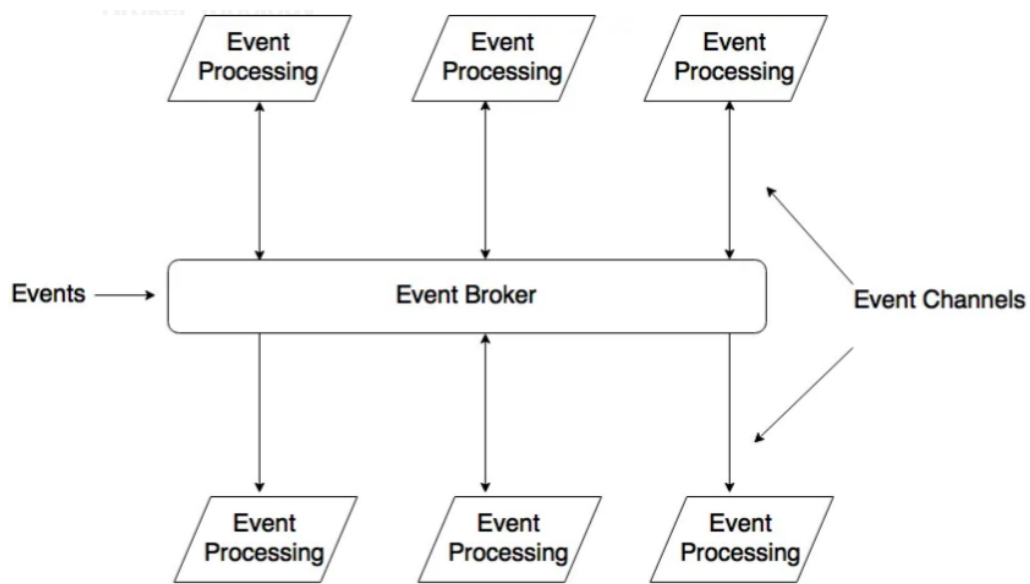 Event
Processing
Event
Processing
Event
Processing
Events
Event Broker
Event Channels
Event
Processing
Event
Processing
Event
Processing